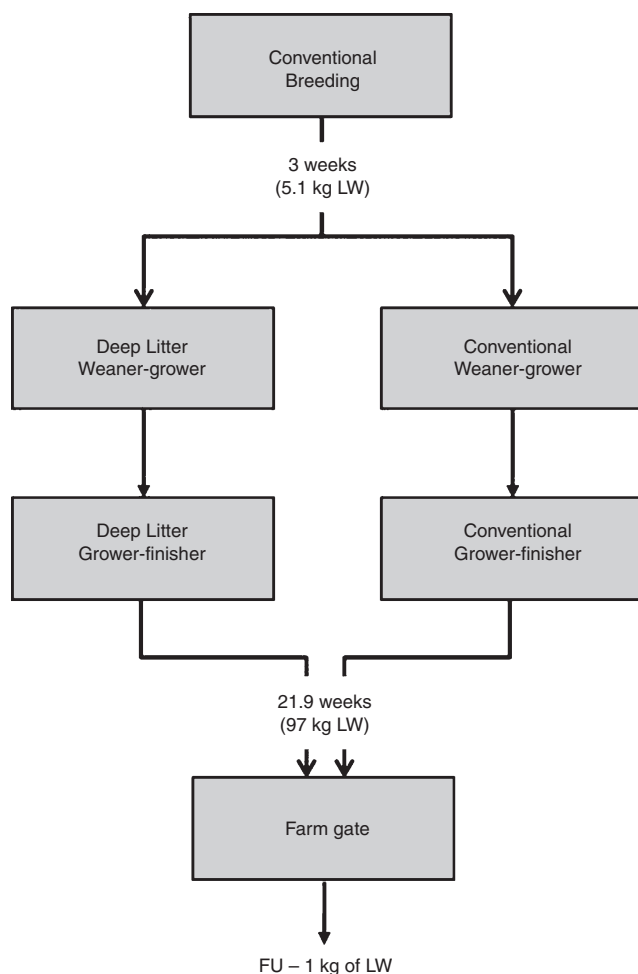 Conventional
Breeding
3 weeks
(5.1 kg LW)
Deep Litter
Weaner-grower
Conventional
Weaner-grower
Deep Litter
Grower-finisher
Conventional
Grower-finisher
21.9 weeks
(97 kg LW)
Farm gate
FU – 1 kg of LW